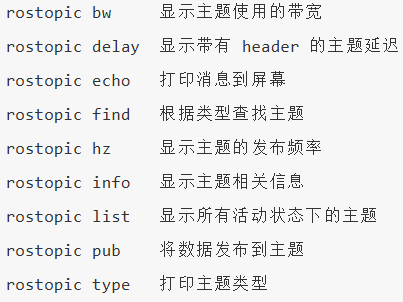 rostopic bw 显示主题使用的带宽
rostopic delay 显示带有 header 的主题延迟
rostopic echo 打印消息到屏幕
rostopic find 根据类型查找主题
rostopic hz 显示主题的发布频率
rostopic info 显示主题相关信息
rostopic list 显示所有活动状态下的主题
rostopic pub 将数据发布到主题
rostopic type 打印主题类型